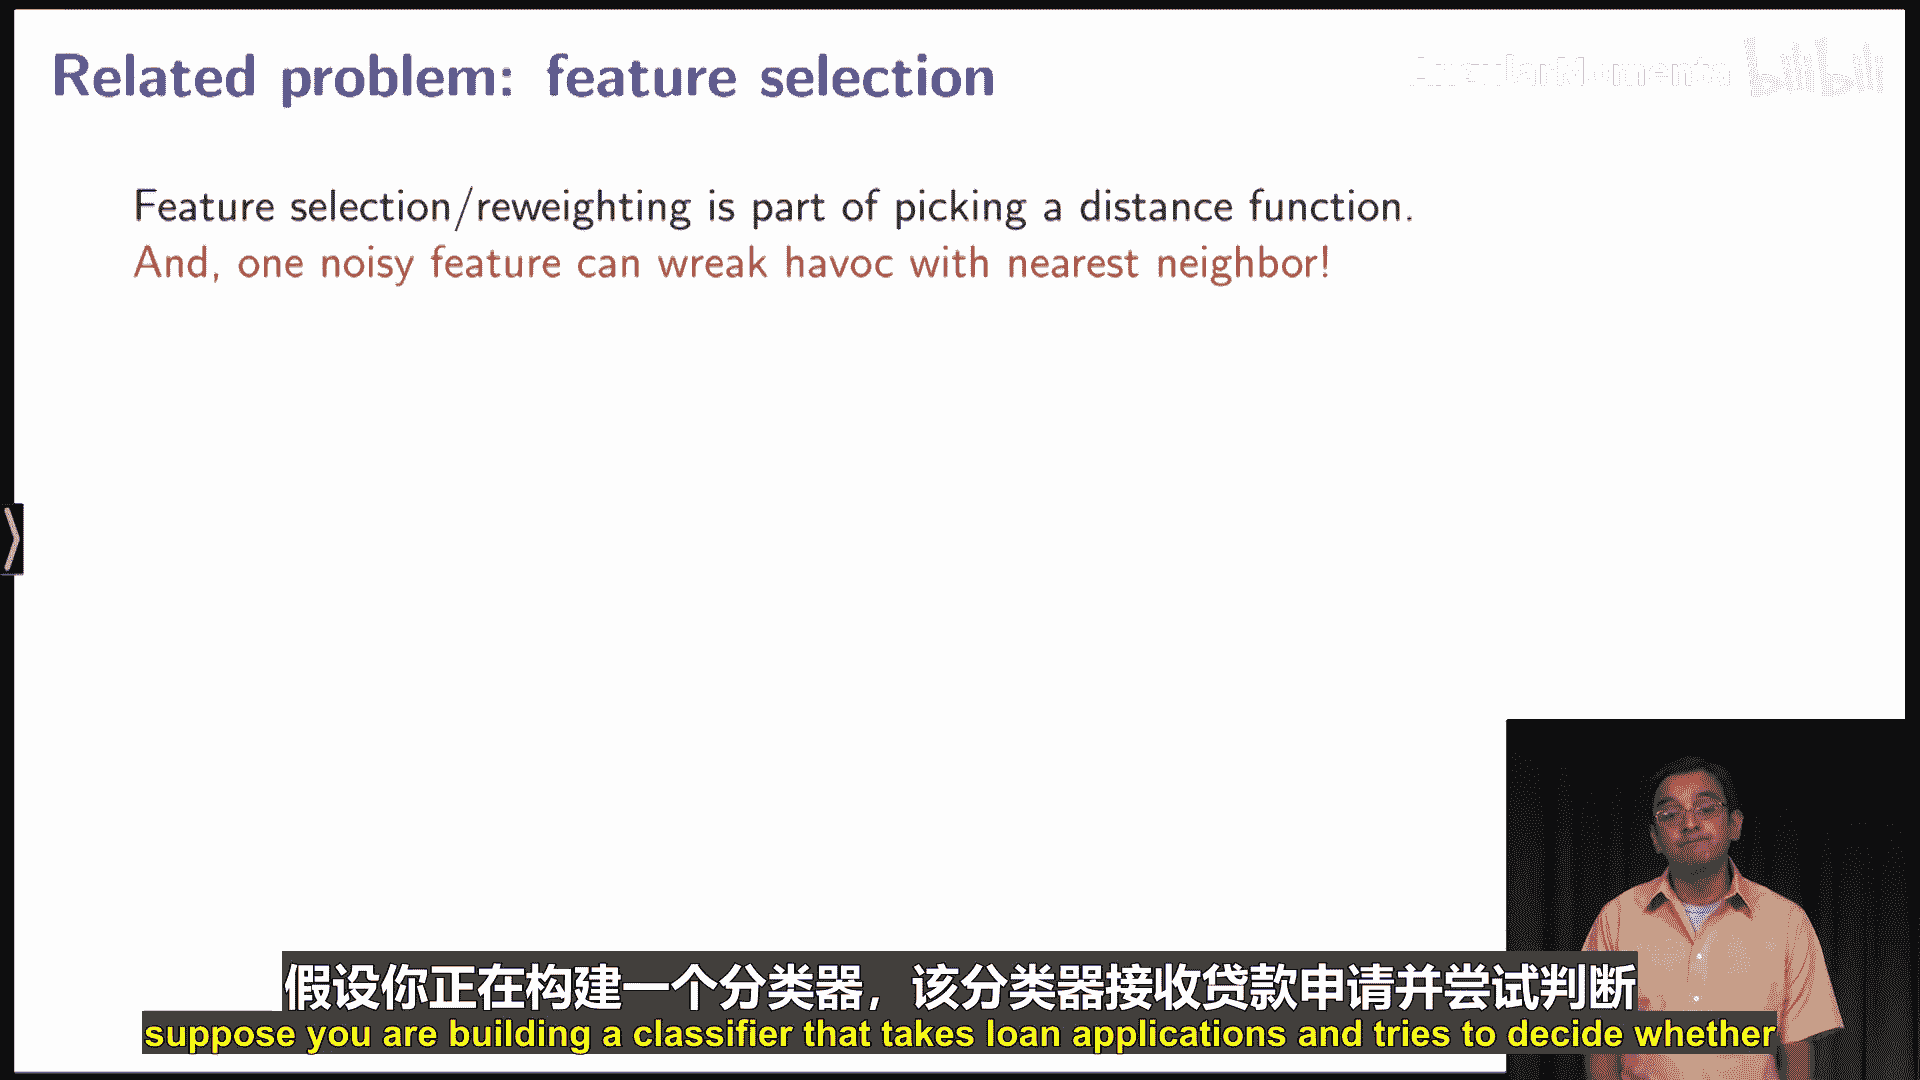 Related problem: feature selection
bilibili
Feature selection/reweighting is part of picking a distance function.
And, one noisy feature can wreak havoc with nearest neighbor!
假设你正在构建一个分类器，该分类器接收贷款申请并尝试判断
suppose you are building a classifier that takes loan applications and tries to decide whether